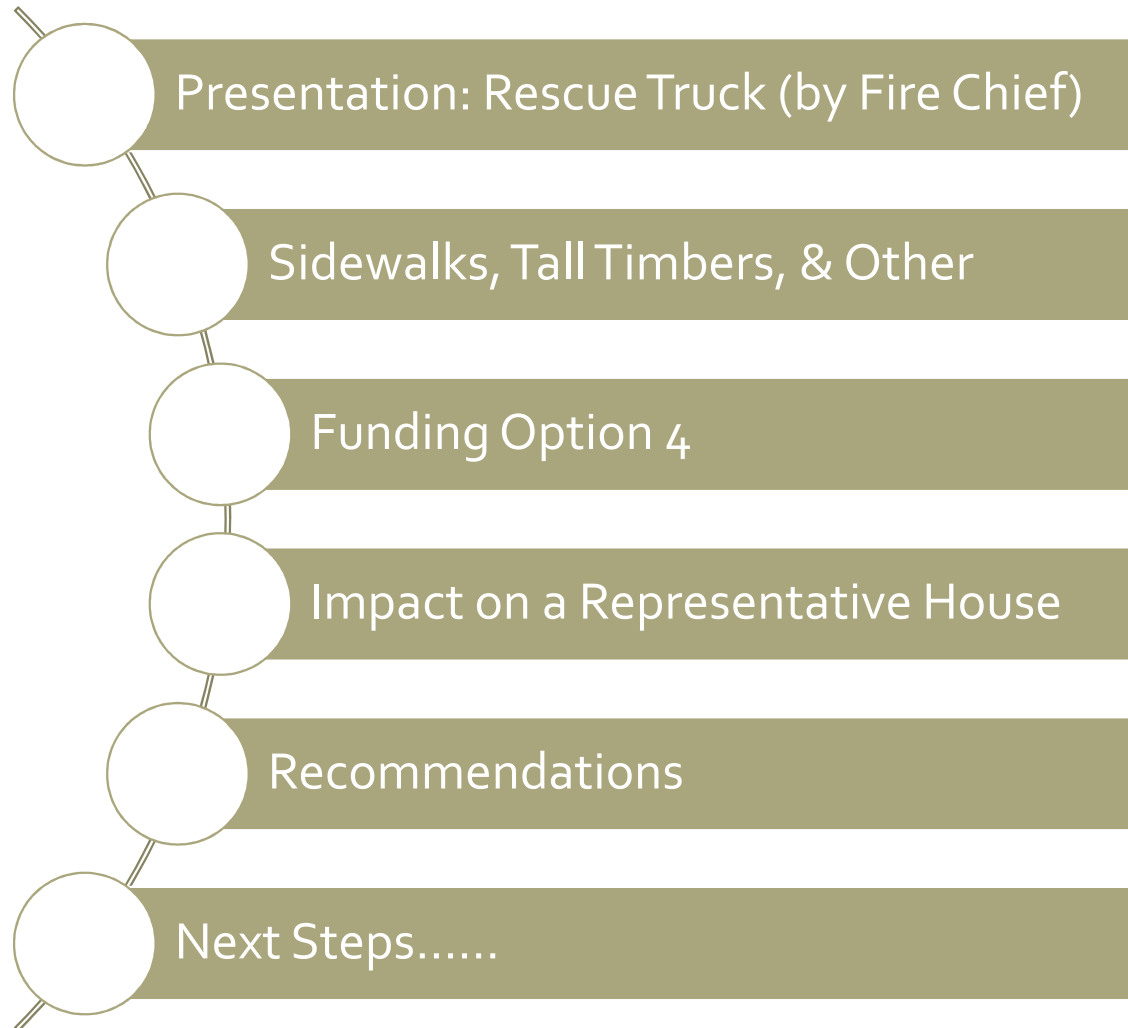 Presentation: Rescue Truck (by Fire Chief)
Sidewalks, Tall Timbers, & Other
Funding Option 4
Impact on a Representative House
Recommendations
Next Steps......